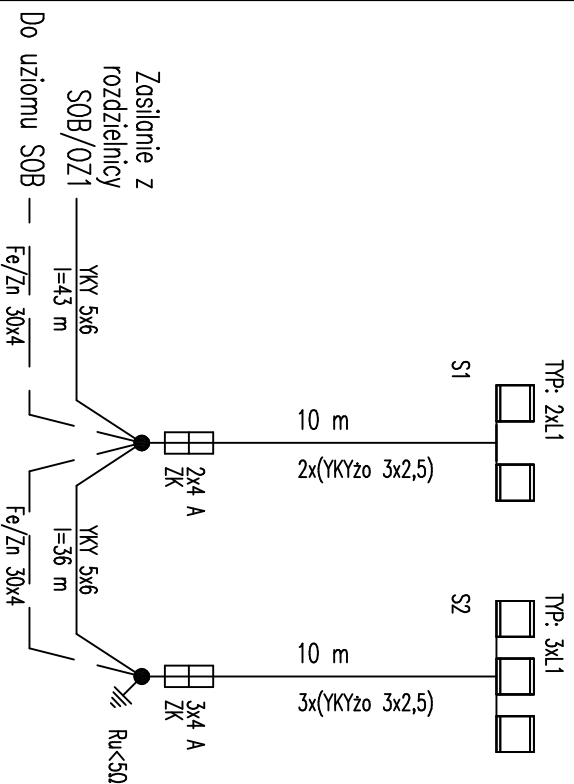 TYP: 2xL1
S1
10 m
2x(YKYżo 3x2,5)
2x4 A
ZK
TYP: 3xL1
S2
10 m
3x(YKYżo 3x2,5)
3x4 A
ZK
Zasilanie z
rozdzielnicy
SOB/OZ1
YKY 5x6
l=43 m
YKY 5x6
l=36 m
Do uziomu SOB
Fe/Zn 30x4
Fe/Zn 30x4
Ru<5Ω